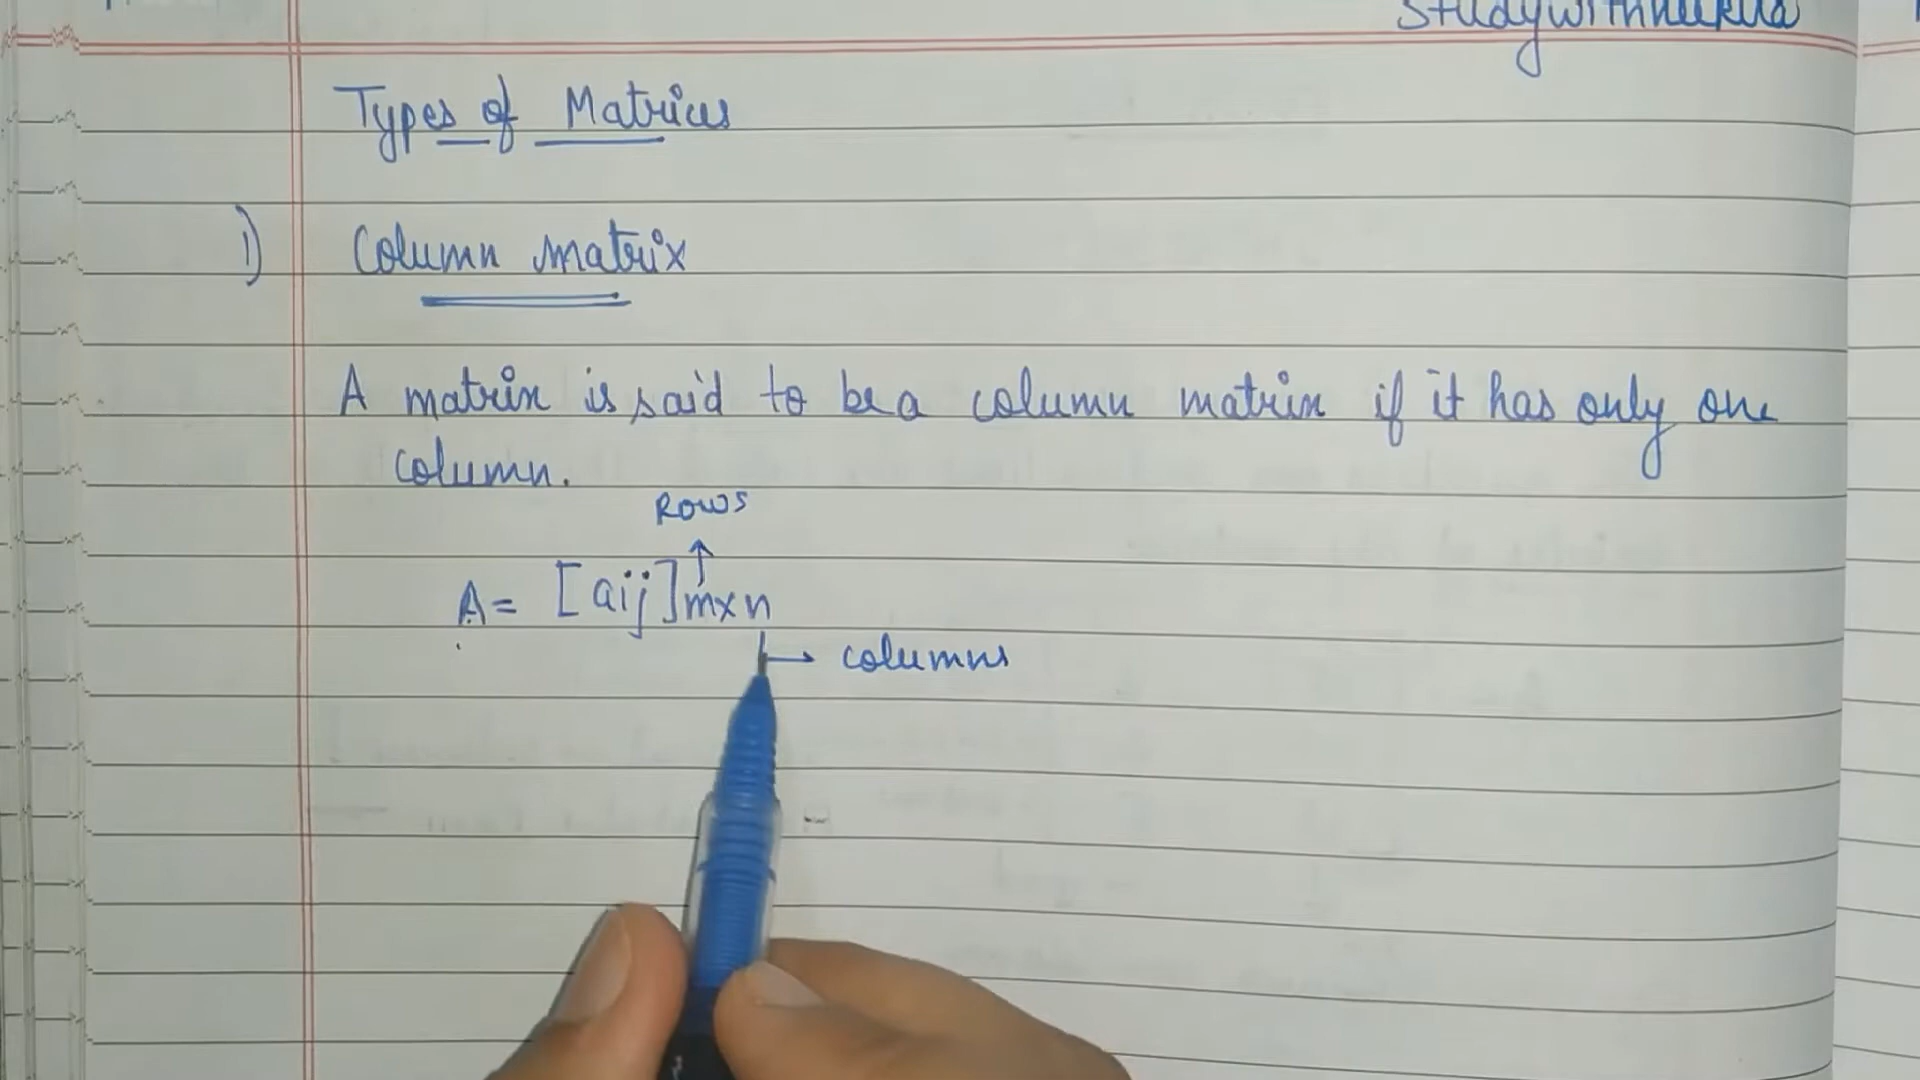 Types of Matrices
1) Column matrix
A matrix is said to be a column matrix if it has only one
column.
ROWS
↑
A = [aij]m×n
→ columns